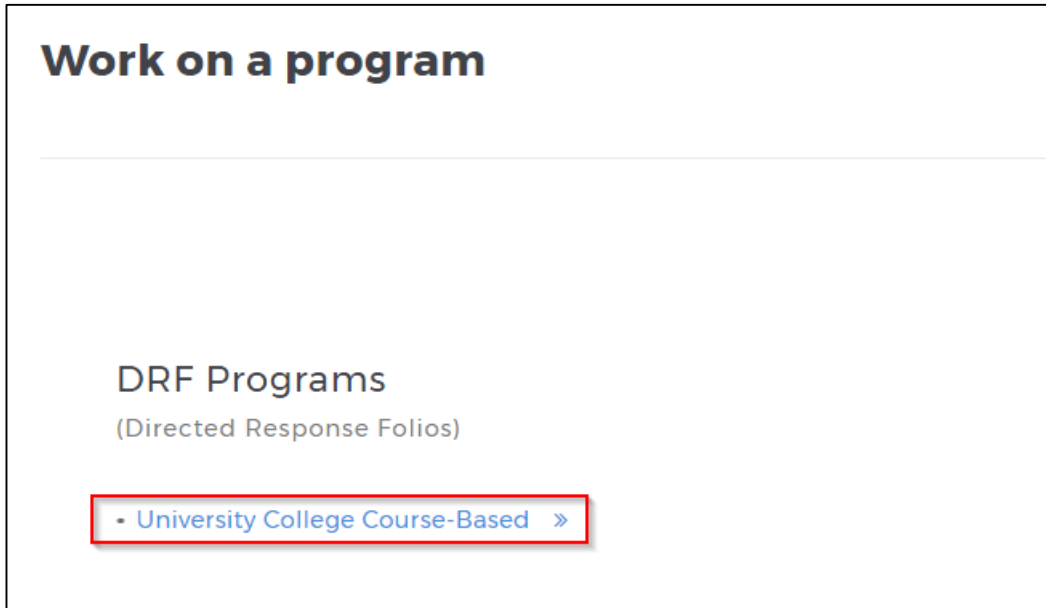 Work on a program
DRF Programs
(Directed Response Folios)
• University College Course-Based »